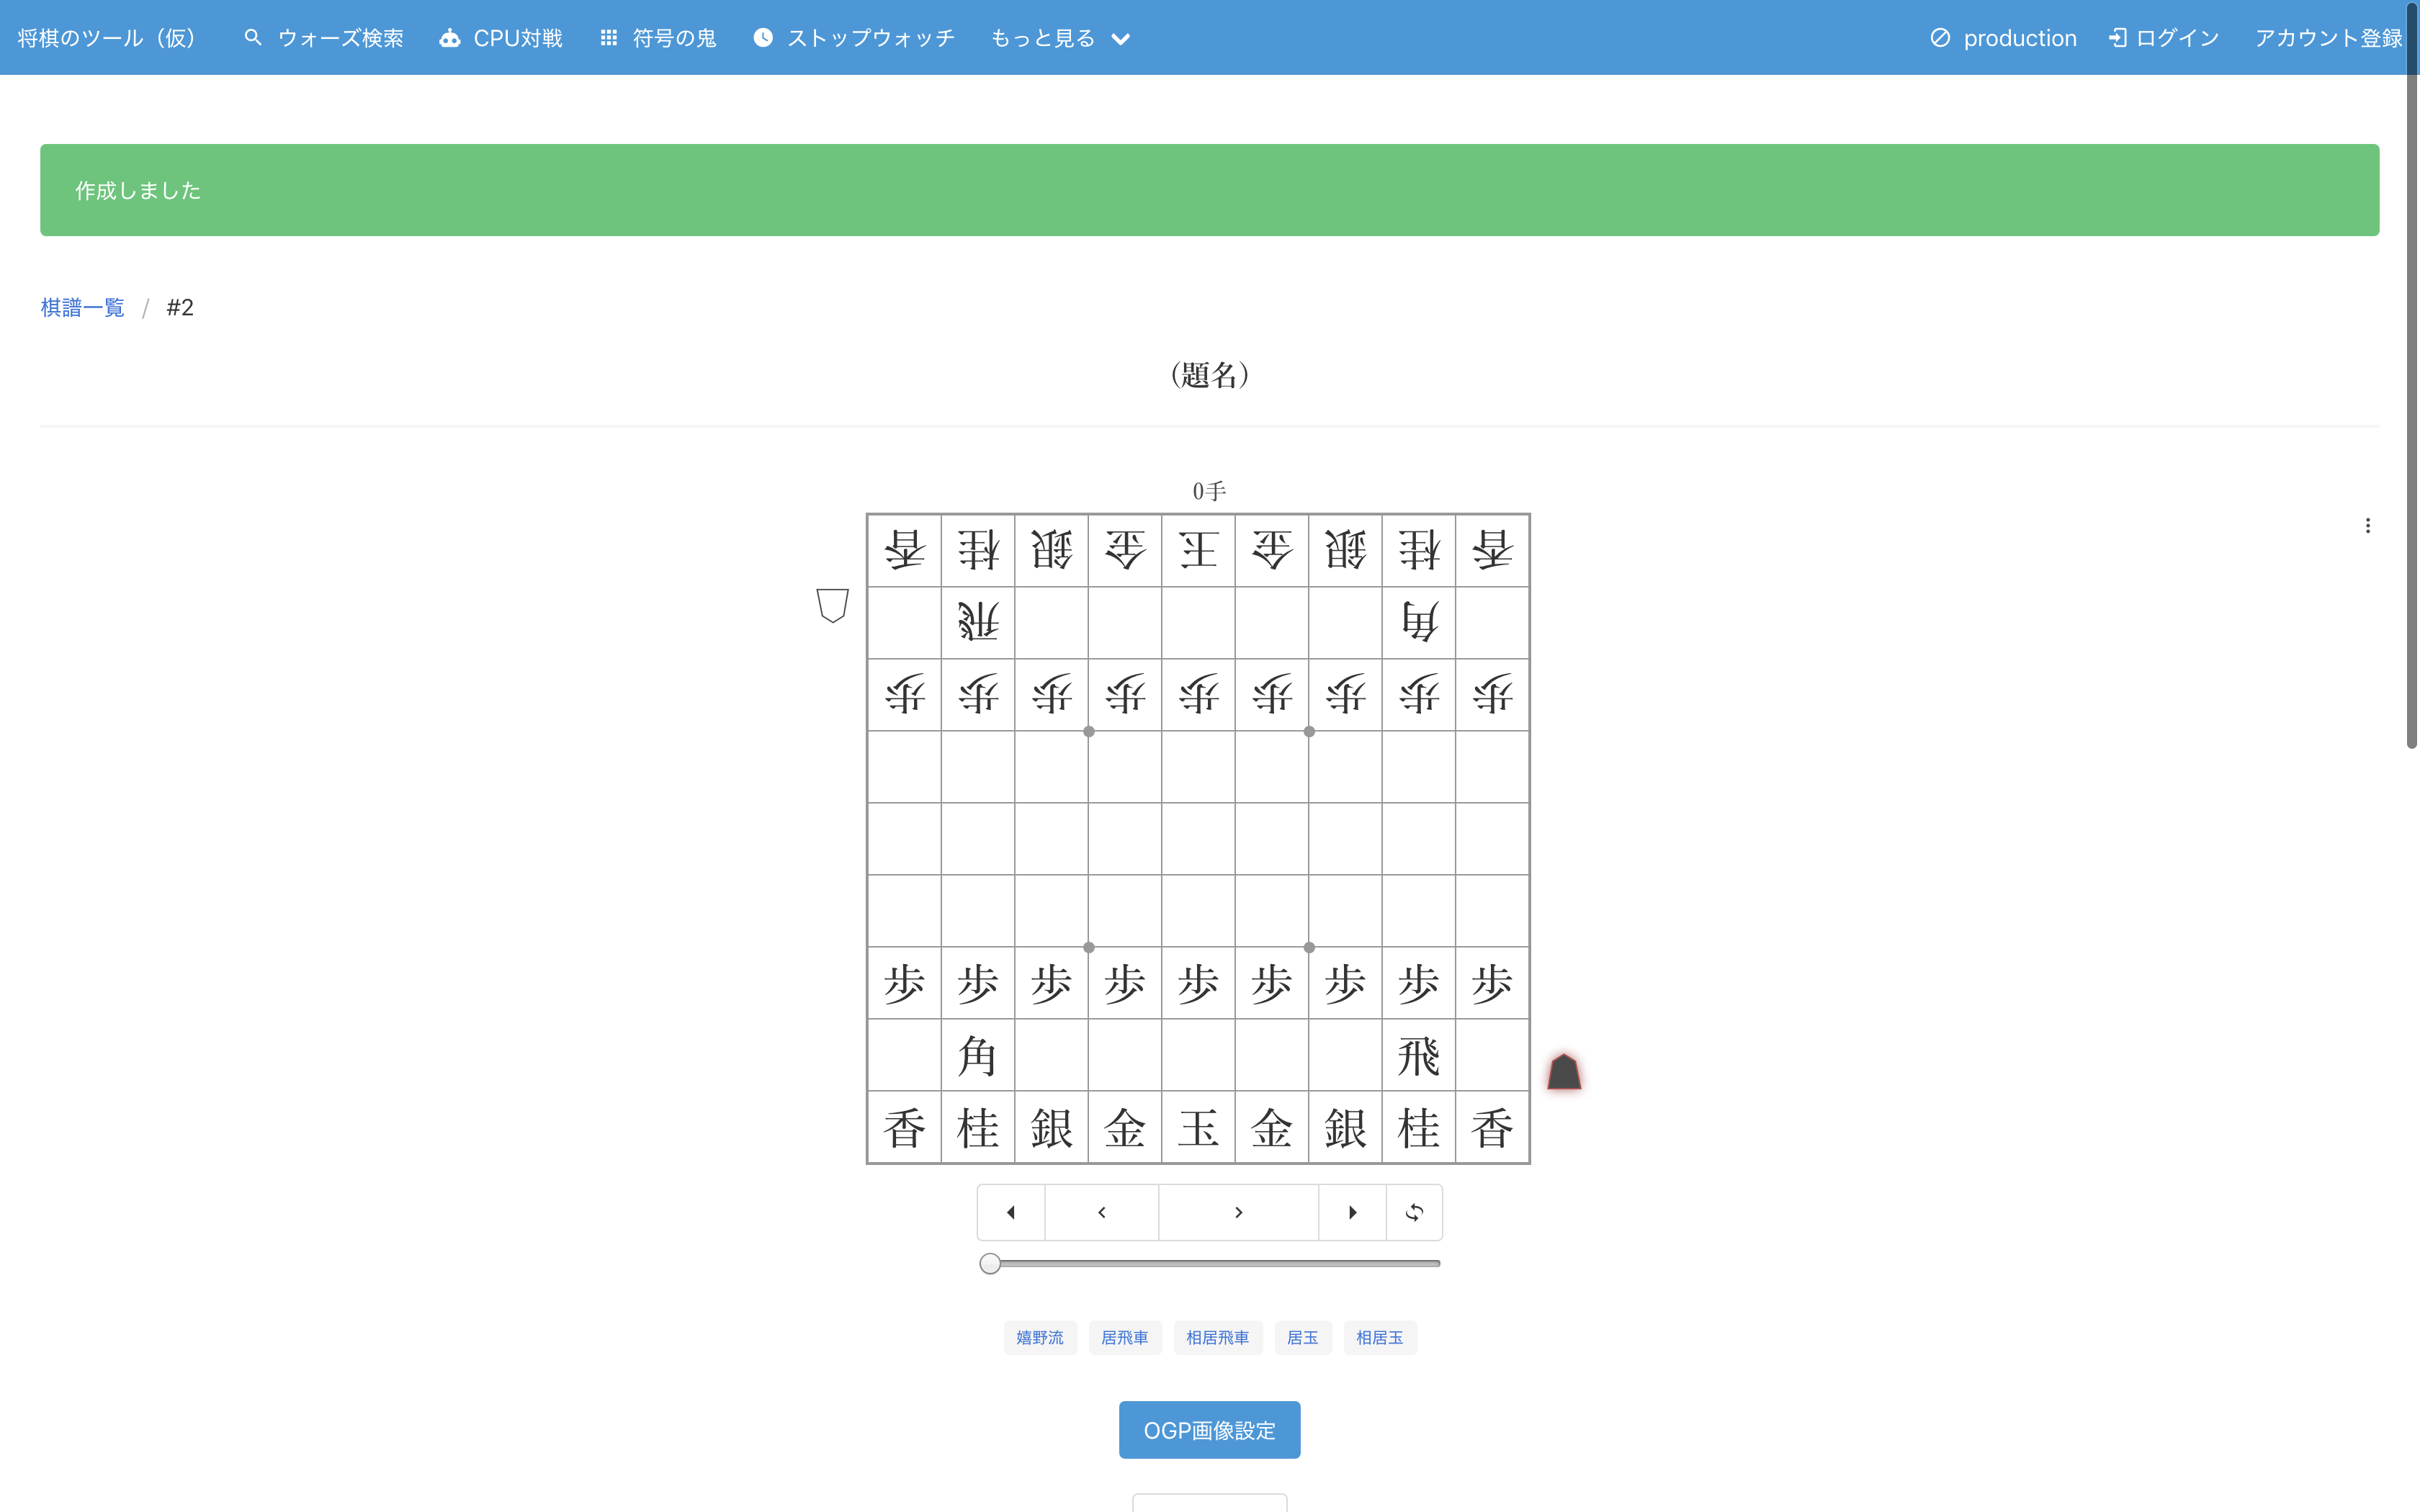 将棋のツール（仮） ウォーズ検索 CPU対戦 符号の鬼 ストップウォッチ もっと見る production ログイン アカウント登録
作成しました
棋譜一覧 / #2
（題名）
0手
香 桂 銀 金 王 金 銀 桂 香
飛 角
歩 歩 歩 歩 歩 歩 歩 歩 歩
歩 歩 歩 歩 歩 歩 歩 歩 歩
角 飛
香 桂 銀 金 玉 金 銀 桂 香
嬉野流 居飛車 相居飛車 居玉 相居玉
OGP画像設定